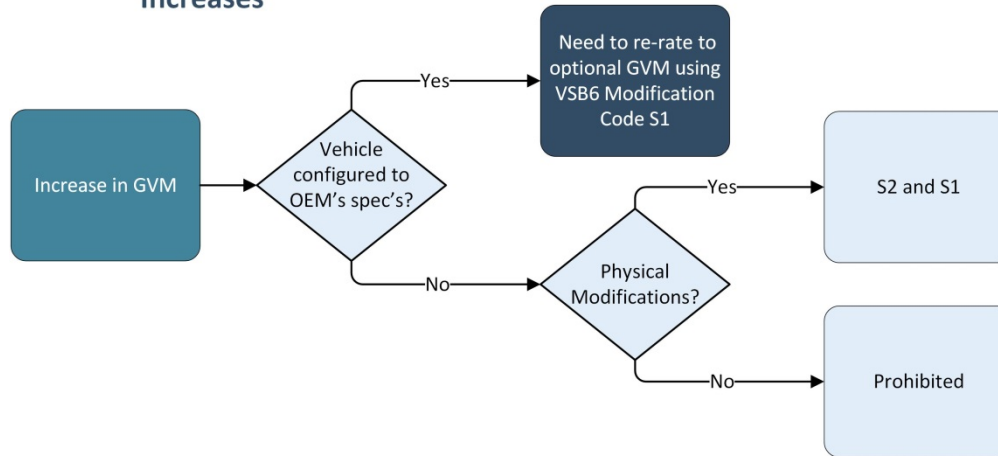 Increases
Need to re-rate to
optional GVM using
VSB6 Modification
Code S1
Yes
Vehicle
configured to
OEM's spec's?
Increase in GVM
Yes
S2 and S1
No
Physical
Modifications?
No
Prohibited